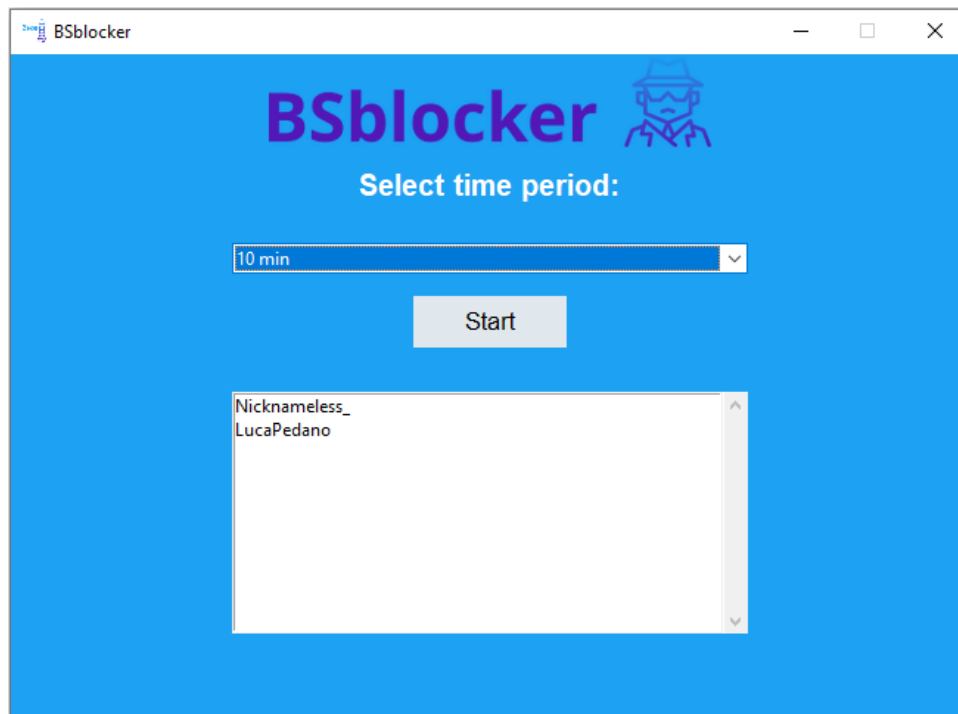 BSblocker
BSblocker
Select time period:
10 min
Start
Nicknameless_
LucaPedano